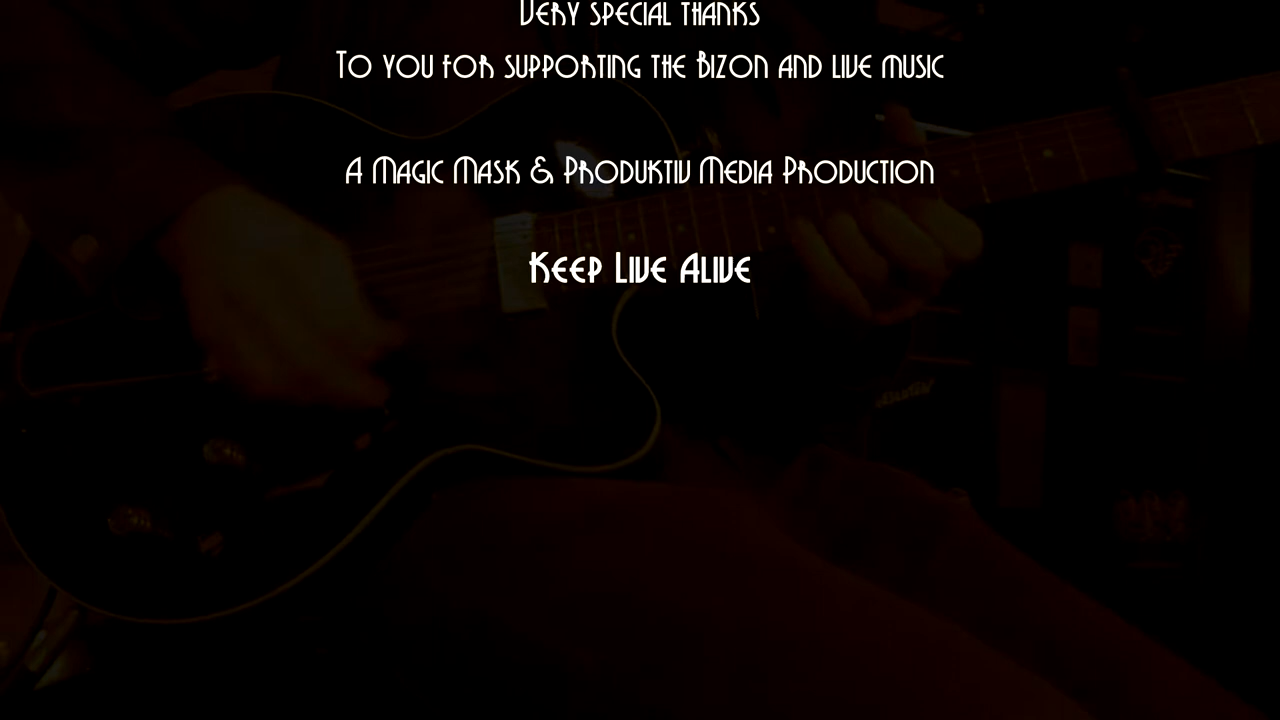 Very special thanks
To you for supporting the Bizon and live music
A Magic Mask & Produktiv Media Production
Keep Live Alive